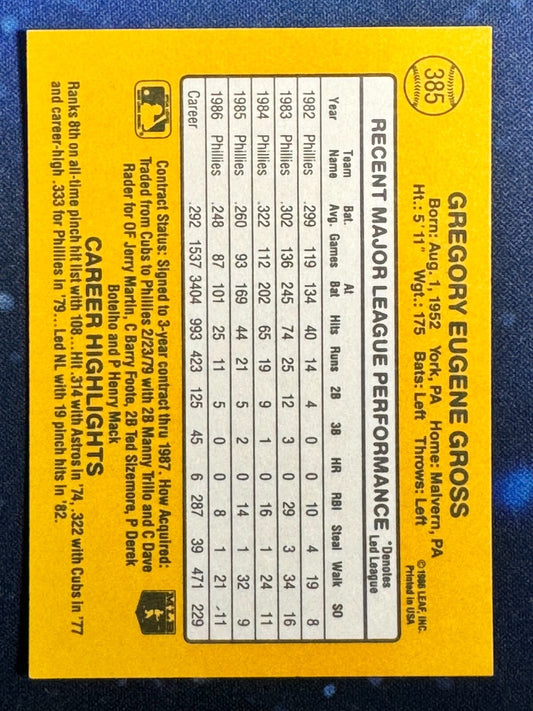 385
GREGORY EUGENE GROSS
Born: Aug. 1, 1952 York, PA Home: Malvern, PA
Ht.: 5'11" Wgt.: 175 Bats: Left Throws: Left
©1986 LEAF, INC.
Printed in USA
RECENT MAJOR LEAGUE PERFORMANCE
*Denotes
Led League
Year Team Name Bat. Avg. Games At Bat Hits Runs 2B 3B HR RBI Steal Walk SO
1982 Phillies .299 119 134 40 14 4 0 0 10 4 19 8
1983 Phillies .302 136 245 74 25 12 3 0 29 3 34 16
1984 Phillies .322 112 202 65 19 9 1 0 16 1 24 11
1985 Phillies .260 93 169 44 21 5 2 0 14 1 32 9
1986 Phillies .248 87 101 25 11 5 0 0 8 1 21 11
Career .292 1537 3404 993 423 125 45 6 287 39 471 229
Contract Status: Signed to 3-year contract thru 1987. How Acquired:
Traded from Cubs to Phillies 2/23/79 with 2B Manny Trillo and C Dave
Rader for OF Jerry Martin, C Barry Foote, 2B Ted Sizemore, P Derek
Botelho and P Henry Mack
CAREER HIGHLIGHTS
Ranks 8th on all-time pinch hit list with 108...Hit .314 with Astros in '74, .322 with Cubs in '77
and career-high .333 for Phillies in '79...Led NL with 19 pinch hits in '82.